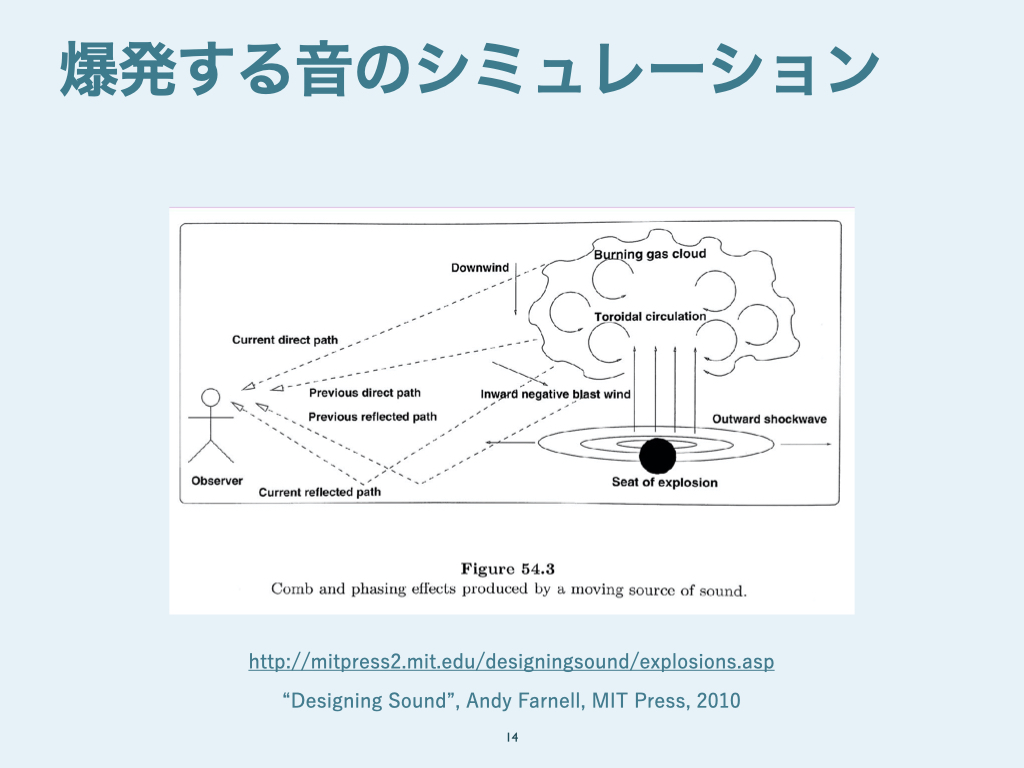 爆発する音のシミュレーション
Burning gas cloud
Downwind
Toroidal circulation
Current direct path
Previous direct path
Inward negative blast wind
Previous reflected path
Outward shockwave
Observer
Seat of explosion
Current reflected path
Figure 54.3
Comb and phasing effects produced by a moving source of sound.
http://mitpress2.mit.edu/designingsound/explosions.asp
“Designing Sound”, Andy Farnell, MIT Press, 2010
14